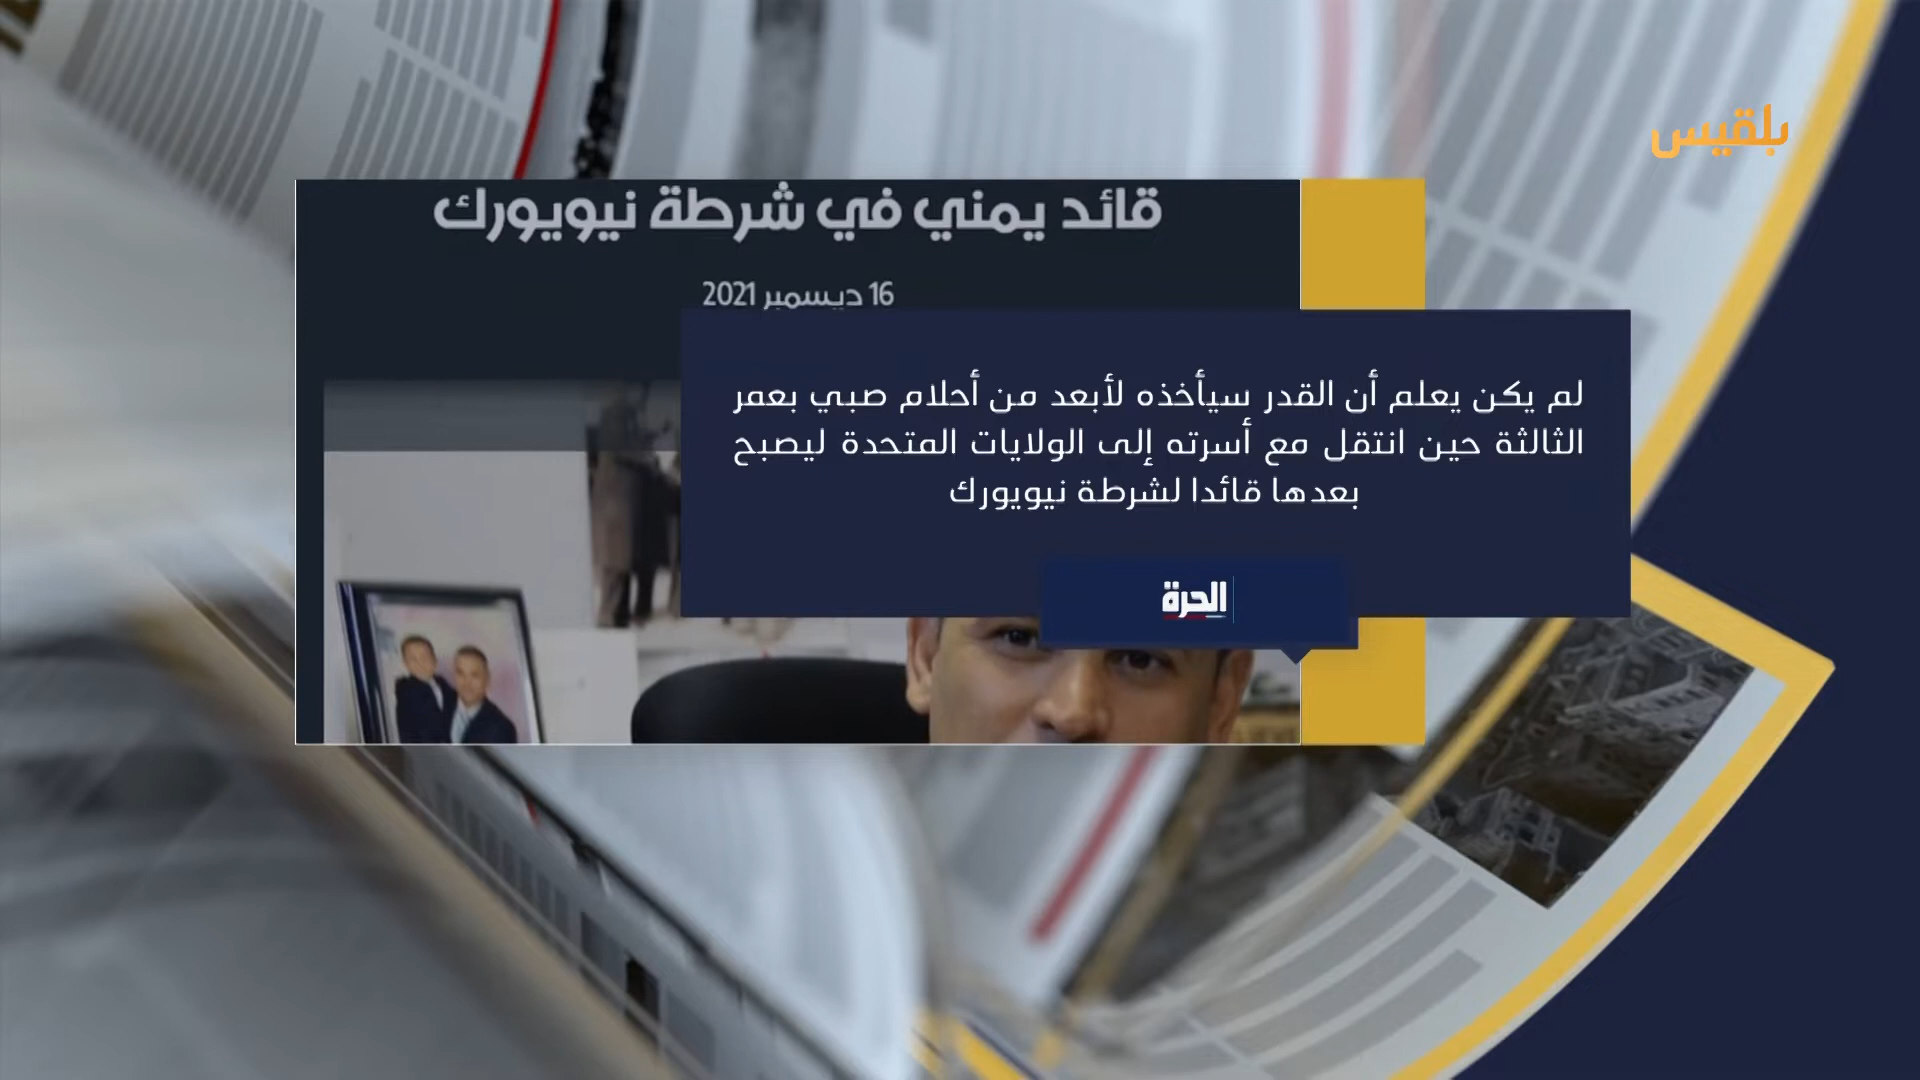 بلقيس
قائد يمني في شرطة نيويورك
16 ديسمبر 2021
لم يكن يعلم أن القدر سيأخذه لأبعد من أحلام صبي بعمر
الثالثة حين انتقل مع أسرته إلى الولايات المتحدة ليصبح
بعدها قائدا لشرطة نيويورك
الحرة